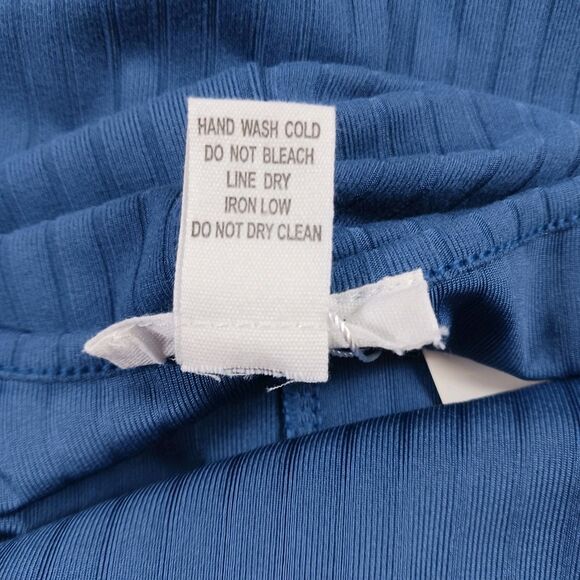 HAND WASH COLD
DO NOT BLEACH
LINE DRY
IRON LOW
DO NOT DRY CLEAN